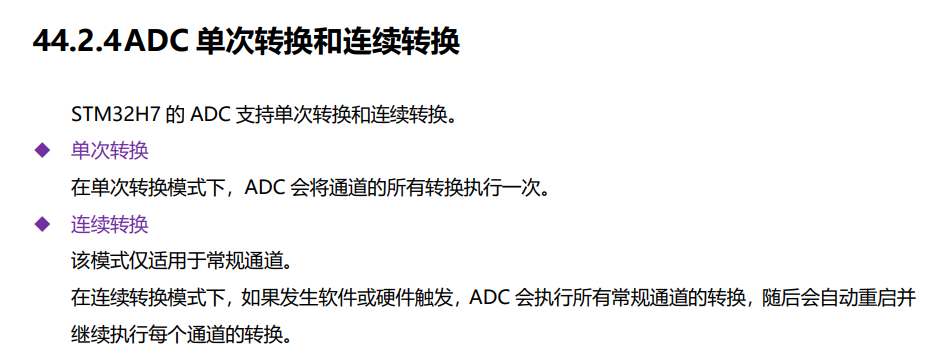 44.2.4ADC 单次转换和连续转换
STM32H7 的 ADC 支持单次转换和连续转换。
◆ 单次转换
在单次转换模式下，ADC 会将通道的所有转换执行一次。
◆ 连续转换
该模式仅适用于常规通道。
在连续转换模式下，如果发生软件或硬件触发，ADC 会执行所有常规通道的转换，随后会自动重启并
继续执行每个通道的转换。